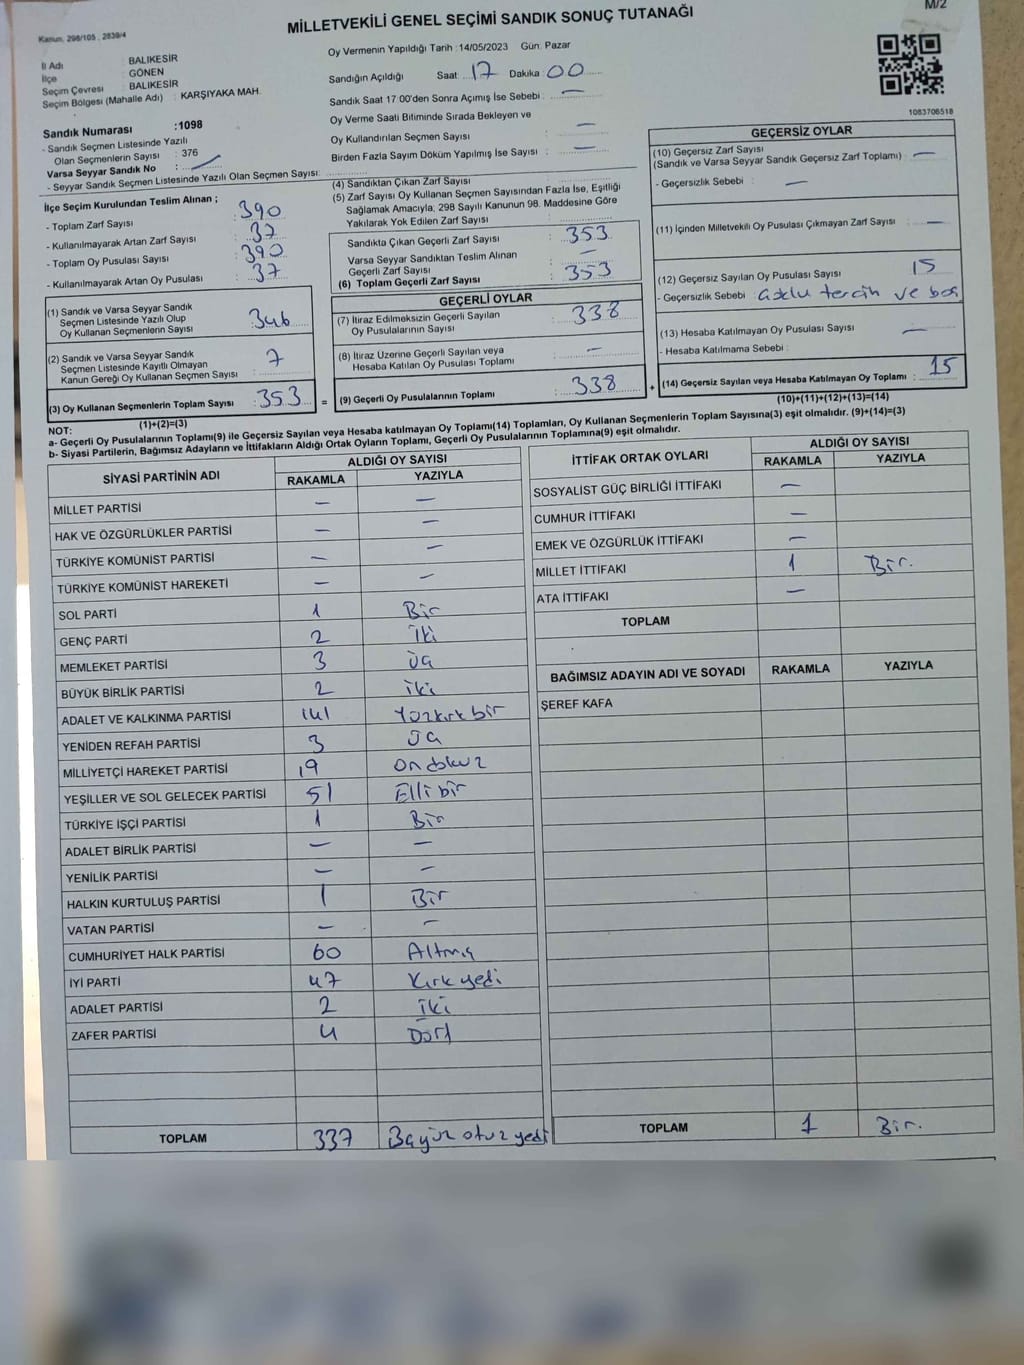 M/2
MİLLETVEKİLİ GENEL SEÇİMİ SANDIK SONUÇ TUTANAĞI
Kanun. 298/105 : 2839/4
İl Adı : BALIKESİR
İlçe : GÖNEN
Seçim Çevresi : BALIKESİR
Seçim Bölgesi (Mahalle Adı) : KARŞIYAKA MAH.
Oy Vermenin Yapıldığı Tarih :14/05/2023 Gün: Pazar
Sandığın Açıldığı Saat: 17 Dakika: 00
Sandık Saat 17:00'den Sonra Açımış İse Sebebi : —
Oy Verme Saati Bitiminde Sırada Bekleyen ve
Oy Kullandırılan Seçmen Sayısı : —
Birden Fazla Sayım Döküm Yapılmış İse Sayısı : —
1083706518
Sandık Numarası :1098
- Sandık Seçmen Listesinde Yazılı
Olan Seçmenlerin Sayısı : 376
Varsa Seyyar Sandık No : —
- Seyyar Sandık Seçmen Listesinde Yazılı Olan Seçmen Sayısı:
İlçe Seçim Kurulundan Teslim Alınan ;
- Toplam Zarf Sayısı : 390
- Kullanılmayarak Artan Zarf Sayısı : 37
- Toplam Oy Pusulası Sayısı : 390
- Kullanılmayarak Artan Oy Pusulası : 37
(1) Sandık ve Varsa Seyyar Sandık
Seçmen Listesinde Yazılı Olup
Oy Kullanan Seçmenlerin Sayısı : 346
(2) Sandık ve Varsa Seyyar Sandık
Seçmen Listesinde Kayıtlı Olmayan
Kanun Gereği Oy Kullanan Seçmen Sayısı : 7
(3) Oy Kullanan Seçmenlerin Toplam Sayısı : 353
(1)+(2)=(3)
(4) Sandıktan Çıkan Zarf Sayısı :
(5) Zarf Sayısı Oy Kullanan Seçmen Sayısından Fazla İse, Eşitliği
Sağlamak Amacıyla, 298 Sayılı Kanunun 98. Maddesine Göre
Yakılarak Yok Edilen Zarf Sayısı :
Sandıkta Çıkan Geçerli Zarf Sayısı : 353
Varsa Seyyar Sandıktan Teslim Alınan
Geçerli Zarf Sayısı : —
(6) Toplam Geçerli Zarf Sayısı : 353
GEÇERLİ OYLAR
(7) İtiraz Edilmeksizin Geçerli Sayılan
Oy Pusulalarının Sayısı : 338
(8) İtiraz Üzerine Geçerli Sayılan veya
Hesaba Katılan Oy Pusulası Toplamı : —
= (9) Geçerli Oy Pusulalarının Toplamı : 338
GEÇERSİZ OYLAR
(10) Geçersiz Zarf Sayısı
(Sandık ve Varsa Seyyar Sandık Geçersiz Zarf Toplamı) : —
- Geçersizlik Sebebi : —
(11) İçinden Milletvekili Oy Pusulası Çıkmayan Zarf Sayısı : —
(12) Geçersiz Sayılan Oy Pusulası Sayısı : 15
- Geçersizlik Sebebi : tercih ve boş
(13) Hesaba Katılmayan Oy Pusulası Sayısı : —
- Hesaba Katılmama Sebebi :
+ (14) Geçersiz Sayılan veya Hesaba Katılmayan Oy Toplamı : 15
(10)+(11)+(12)+(13)=(14)
NOT:
a- Geçerli Oy Pusulalarının Toplamı(9) ile Geçersiz Sayılan veya Hesaba katılmayan Oy Toplamı(14) Toplamları, Oy Kullanan Seçmenlerin Toplam Sayısına(3) eşit olmalıdır. (9)+(14)=(3)
b- Siyasi Partilerin, Bağımsız Adayların ve İttifakların Aldığı Ortak Oyların Toplamı, Geçerli Oy Pusulalarının Toplamına(9) eşit olmalıdır.
SİYASİ PARTİNİN ADI ALDIĞI OY SAYISI
RAKAMLA YAZIYLA
MİLLET PARTİSİ — —
HAK VE ÖZGÜRLÜKLER PARTİSİ — —
TÜRKİYE KOMÜNİST PARTİSİ — —
TÜRKİYE KOMÜNİST HAREKETİ — —
SOL PARTİ 1 Bir
GENÇ PARTİ 2 İki
MEMLEKET PARTİSİ 3 üç
BÜYÜK BİRLİK PARTİSİ 2 iki
ADALET VE KALKINMA PARTİSİ 141 Yüzkırk bir
YENİDEN REFAH PARTİSİ 3 üç
MİLLİYETÇİ HAREKET PARTİSİ 19 on dokuz
YEŞİLLER VE SOL GELECEK PARTİSİ 51 Elli bir
TÜRKİYE İŞÇİ PARTİSİ 1 Bir
ADALET BİRLİK PARTİSİ — —
YENİLİK PARTİSİ — —
HALKIN KURTULUŞ PARTİSİ 1 Bir
VATAN PARTİSİ — —
CUMHURİYET HALK PARTİSİ 60 Altmış
İYİ PARTİ 47 Kırk yedi
ADALET PARTİSİ 2 İki
ZAFER PARTİSİ 4 Dört
TOPLAM 337 otuz yedi
İTTİFAK ORTAK OYLARI ALDIĞI OY SAYISI
RAKAMLA YAZIYLA
SOSYALİST GÜÇ BİRLİĞİ İTTİFAKI —
CUMHUR İTTİFAKI —
EMEK VE ÖZGÜRLÜK İTTİFAKI —
MİLLET İTTİFAKI 1 Bir.
ATA İTTİFAKI —
TOPLAM
BAĞIMSIZ ADAYIN ADI VE SOYADI RAKAMLA YAZIYLA
ŞEREF KAFA
TOPLAM 1 Bir.